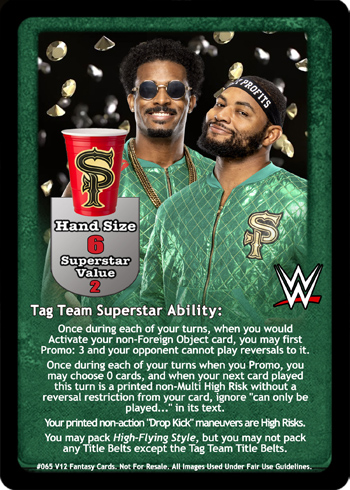 PROFITS
SP
Hand Size
6
Superstar
Value
2
SP
W
Tag Team Superstar Ability:
Once during each of your turns, when you would
Activate your non-Foreign Object card, you may first
Promo: 3 and your opponent cannot play reversals to it.
Once during each of your turns when you Promo, you
may choose 0 cards, and when your next card played
this turn is a printed non-Multi High Risk without a
reversal restriction from your card, ignore "can only be
played..." in its text.
Your printed non-action "Drop Kick" maneuvers are High Risks.
You may pack High-Flying Style, but you may not pack
any Title Belts except the Tag Team Title Belts.
#065 V12 Fantasy Cards. Not For Resale. All Images Used Under Fair Use Guidelines.